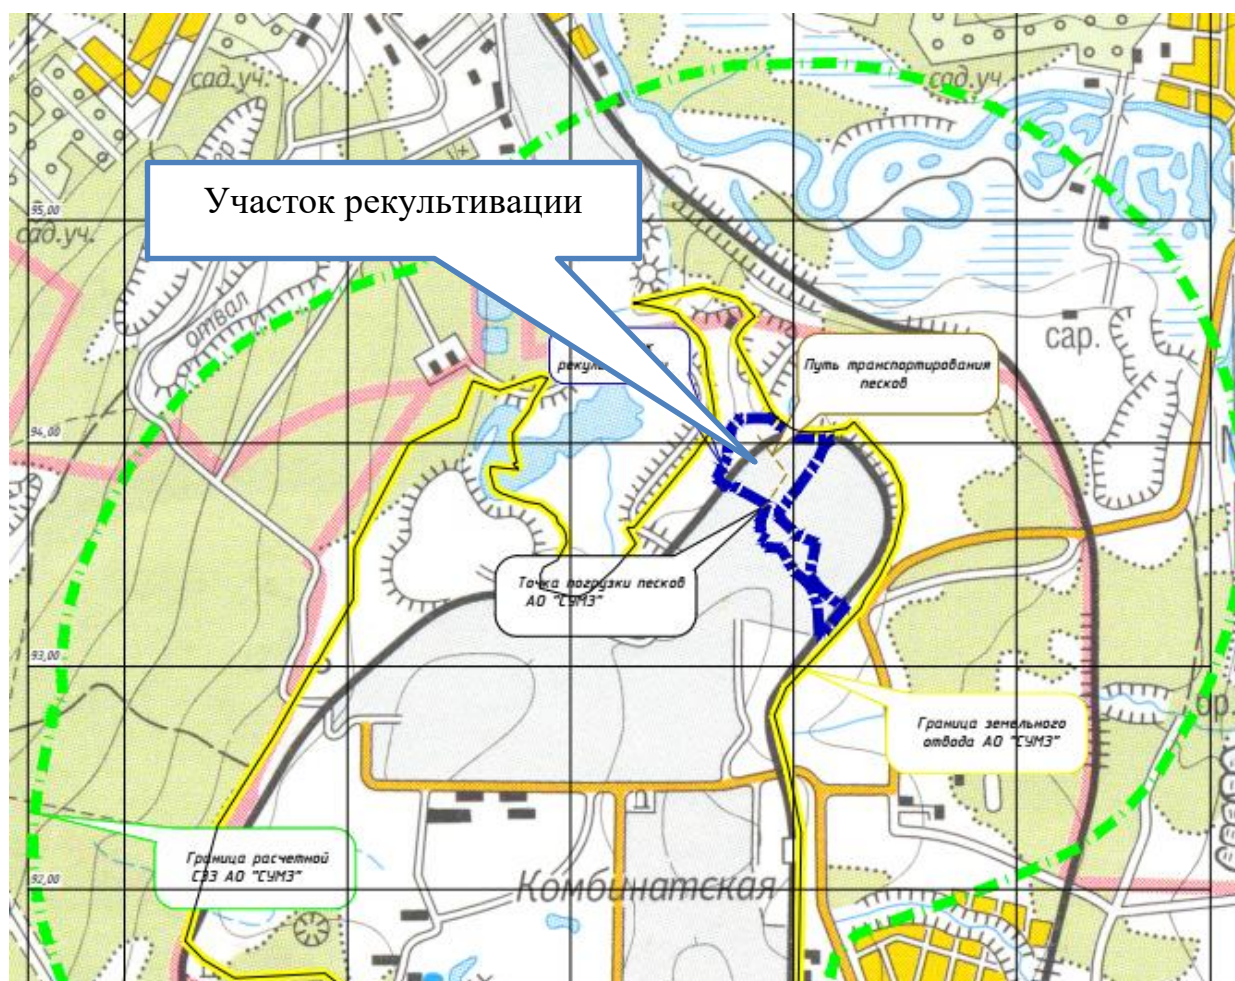 сад.уч.
сад.уч.
Участок рекультивации
95,00
сад.уч.
отвал
сар.
Путь транспортирования
песков
94,00
Точка погрузки песков
АО "СУМЗ"
93,00
ор.
Граница земельного
отвода АО "СУМЗ"
Граница расчетной
СЗЗ АО "СУМЗ"
92,00
Комбинатская